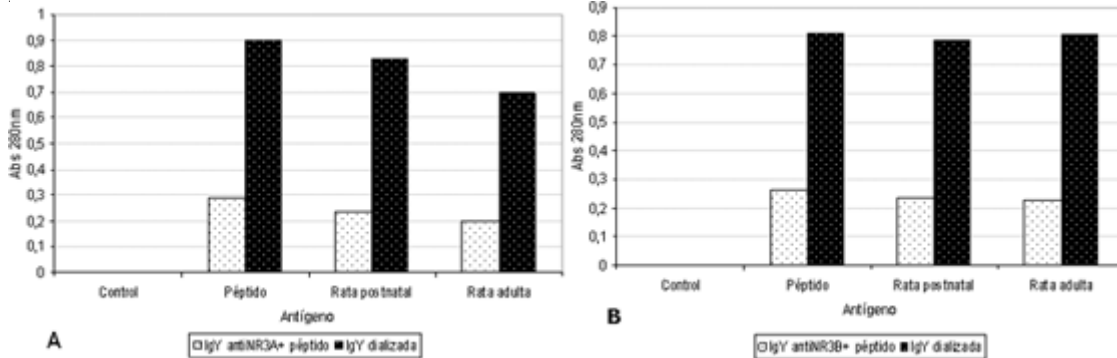 1
0,9
0,8
0,7
0,6
0,5
0,4
0,3
0,2
0,1
0
Abs 280nm
Control Péptido Rata postnatal Rata adulta
Antígeno
A
IgY antiNR3A+ péptido IgY dializada
0,9
0,8
0,7
0,6
0,5
0,4
0,3
0,2
0,1
0
Abs 280nm
Control Péptido Rata postnatal Rata adulta
Antígeno
B
IgY antiNR3B+ péptido IgY dializada